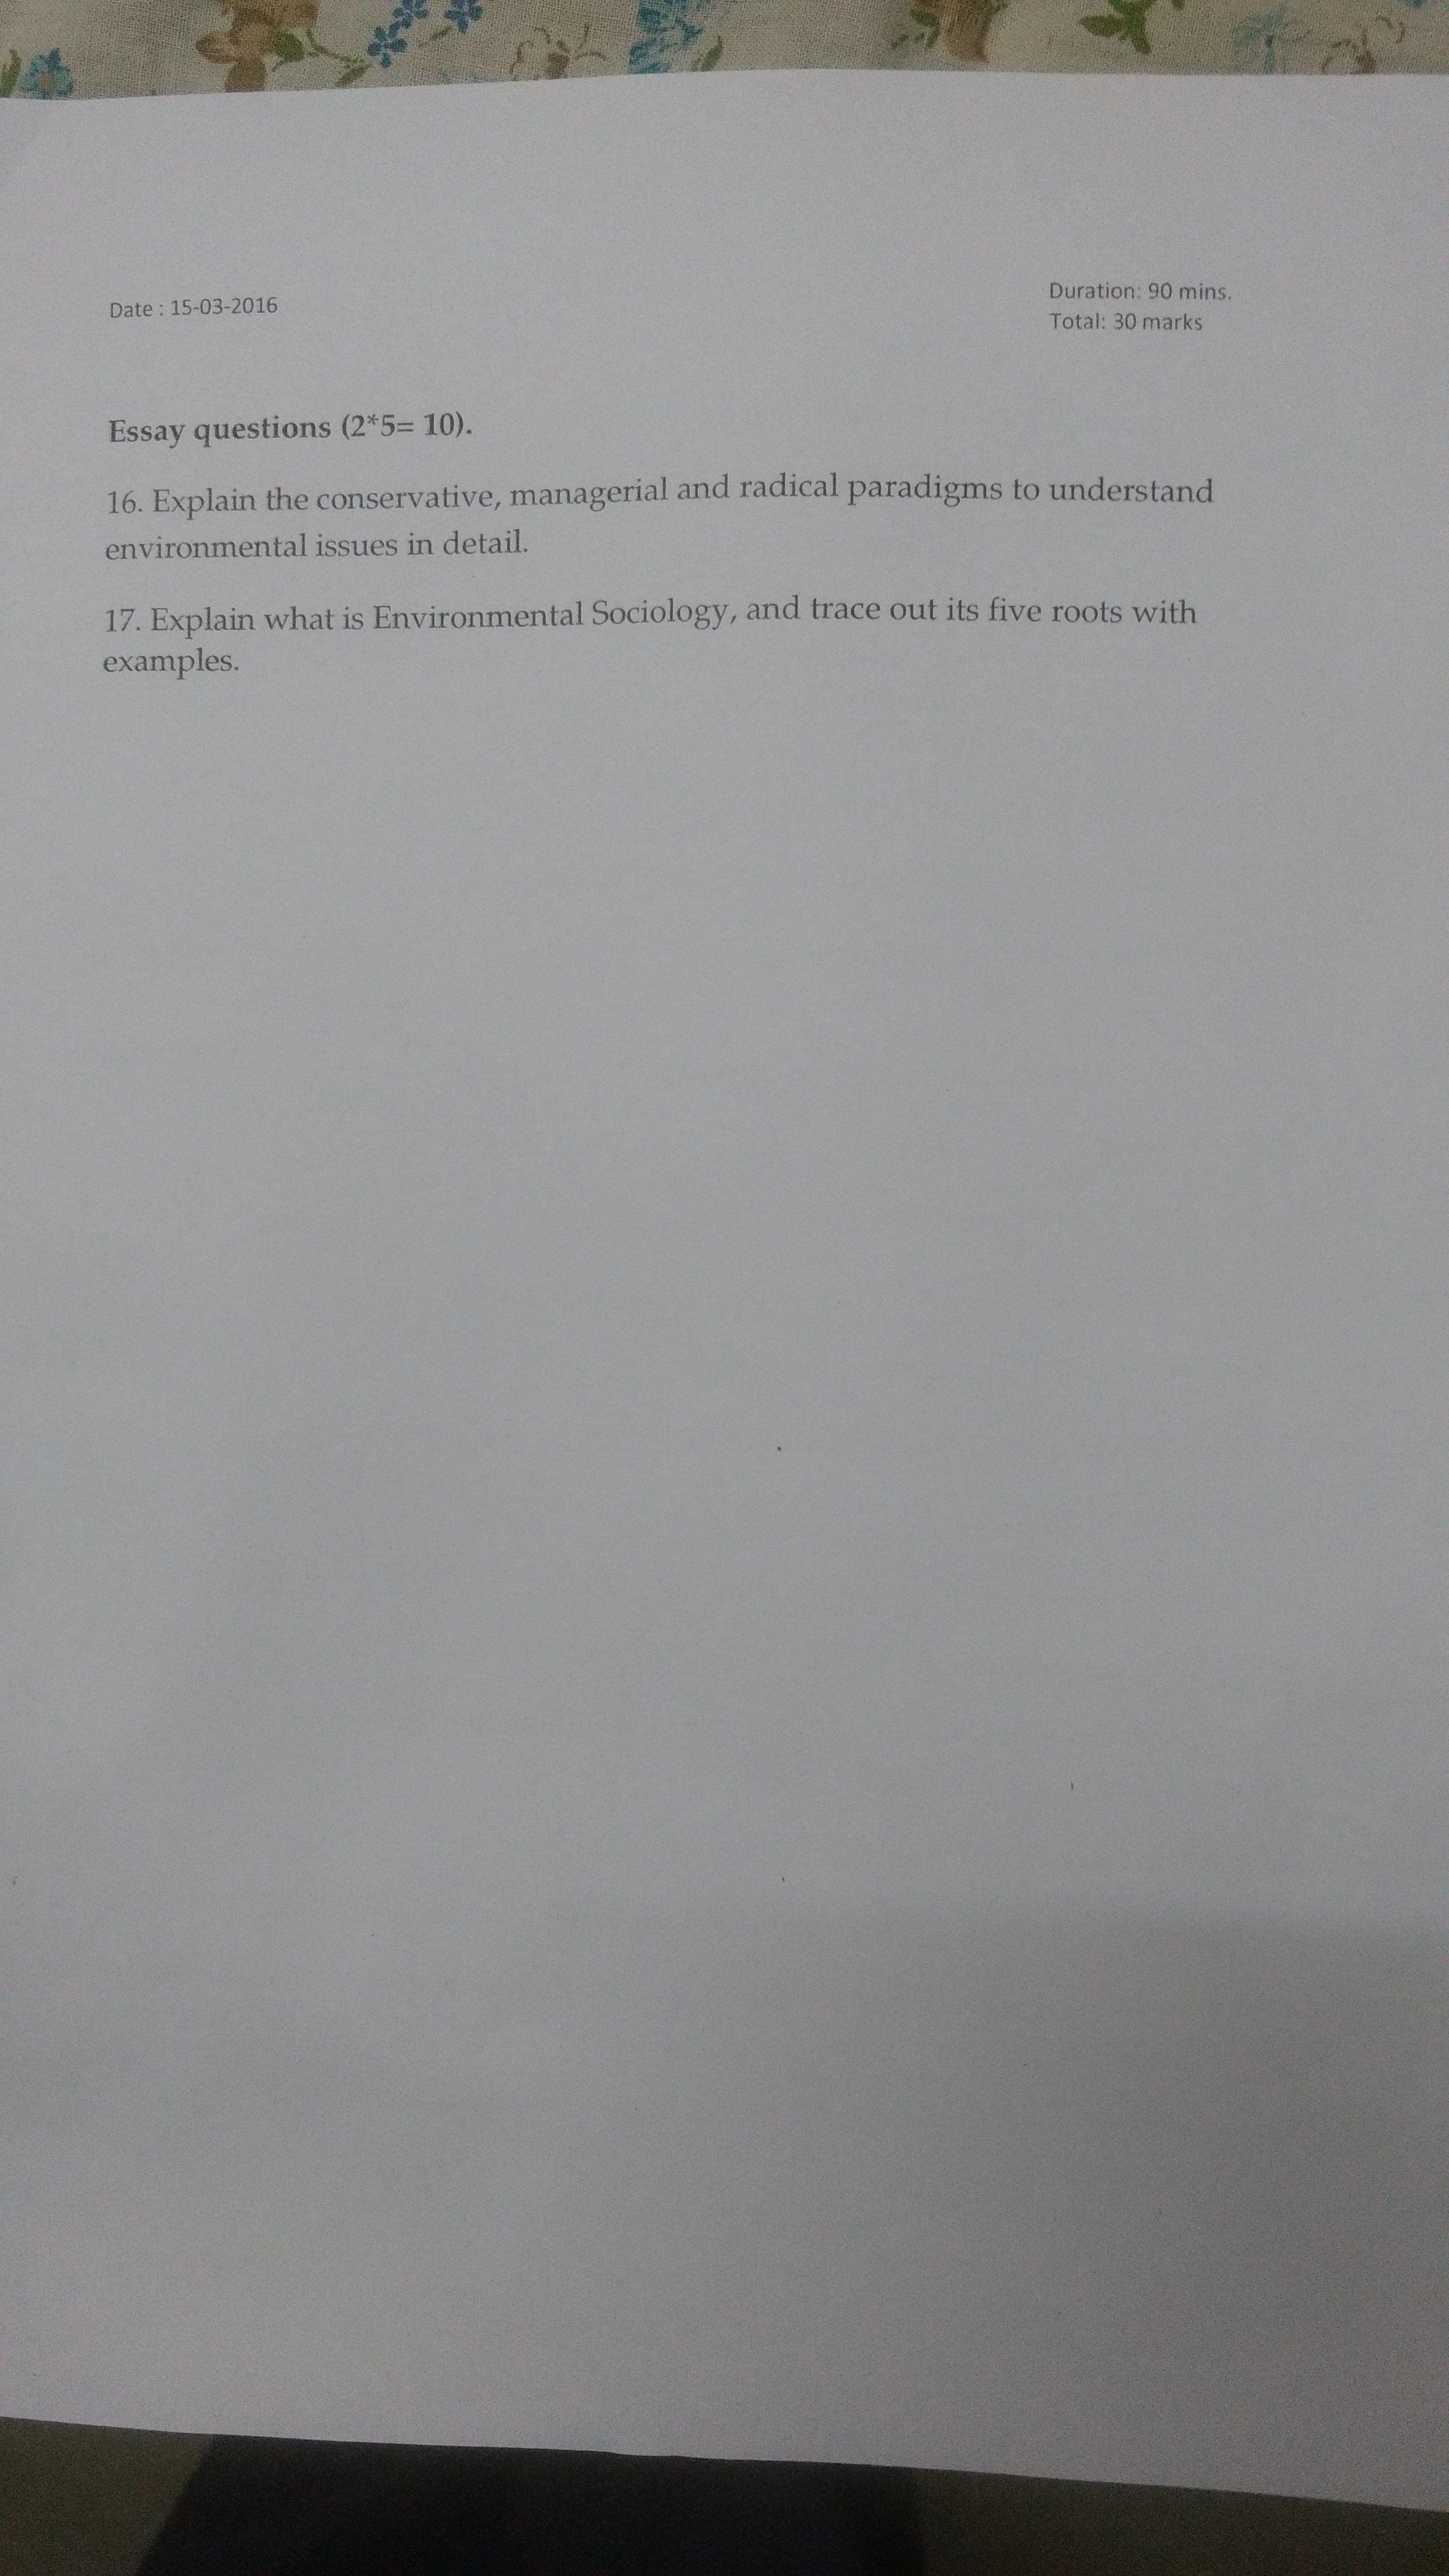 Date : 15-03-2016
Duration: 90 mins.
Total: 30 marks
Essay questions (2*5= 10).
16. Explain the conservative, managerial and radical paradigms to understand
environmental issues in detail.
17. Explain what is Environmental Sociology, and trace out its five roots with
examples.